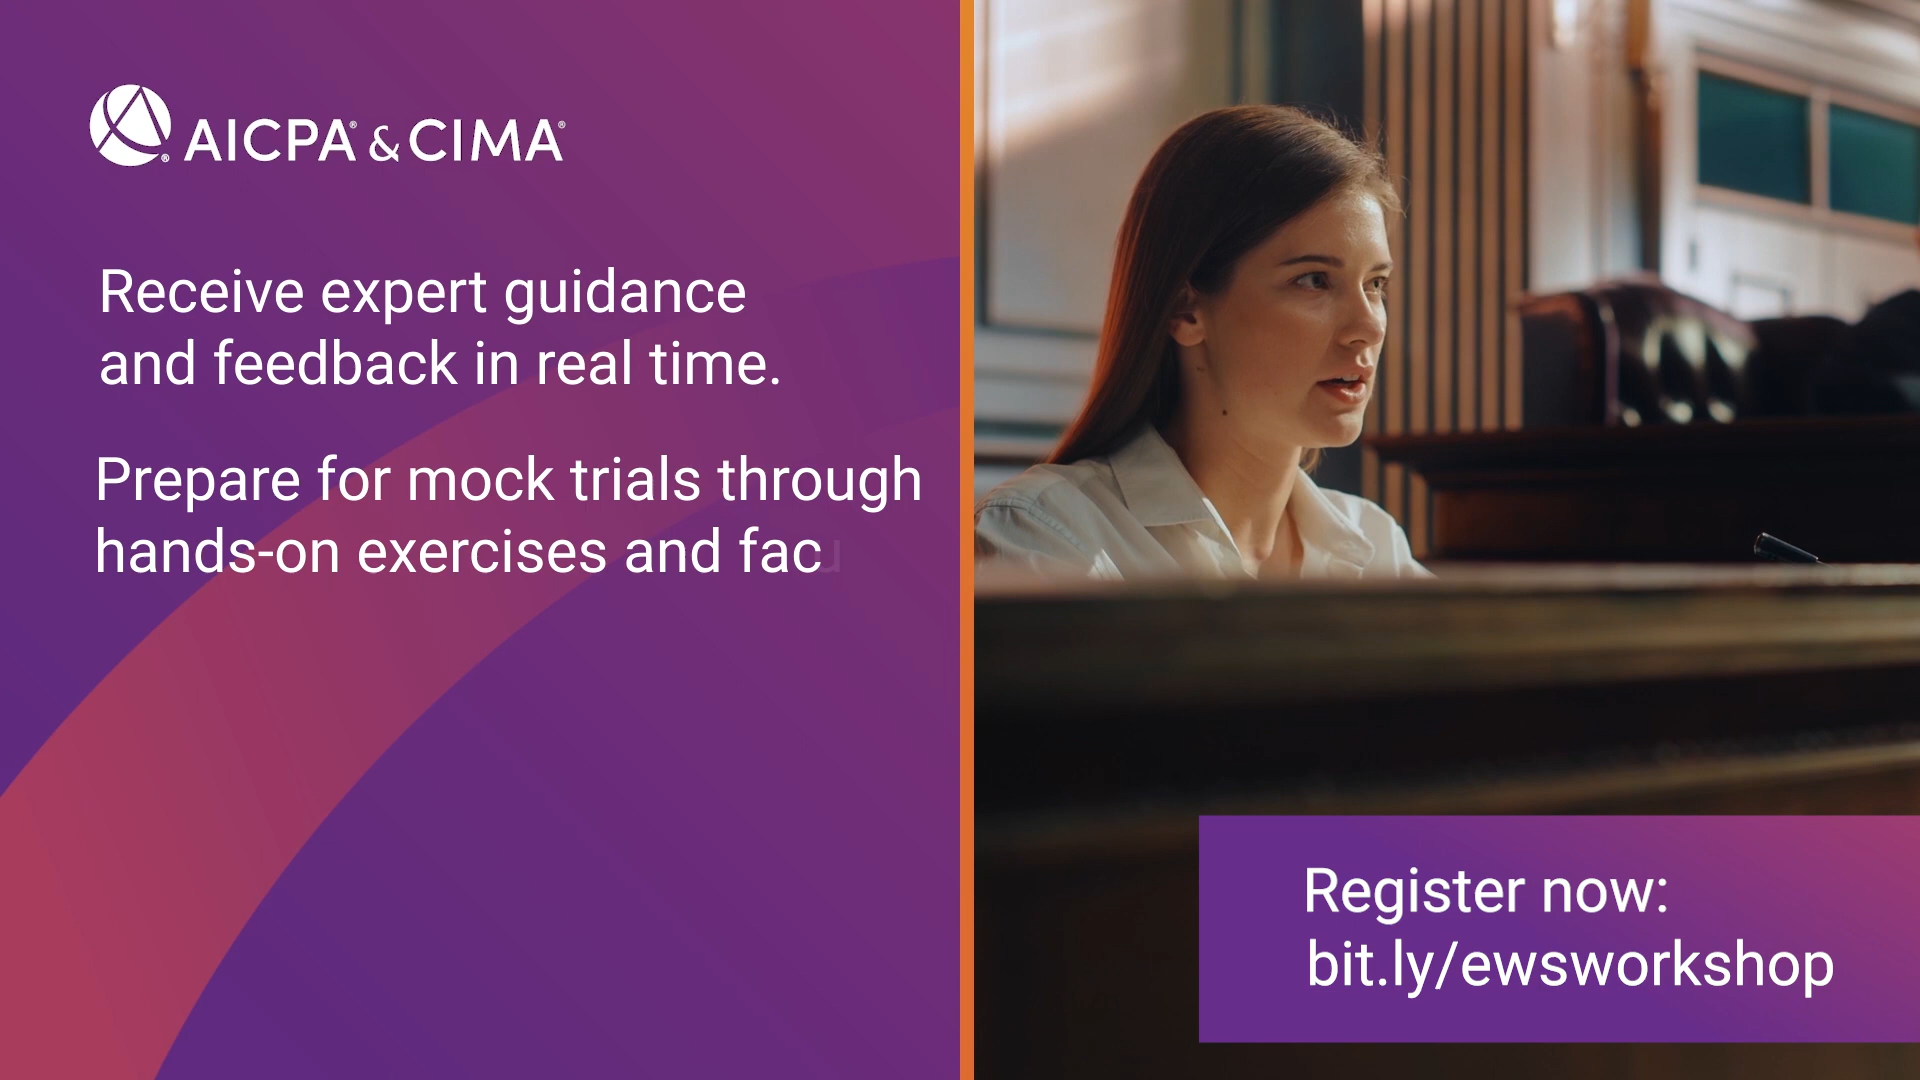 AICPA® & CIMA®
Receive expert guidance
and feedback in real time.
Prepare for mock trials through
hands-on exercises and facu
Register now:
bit.ly/ewsworkshop